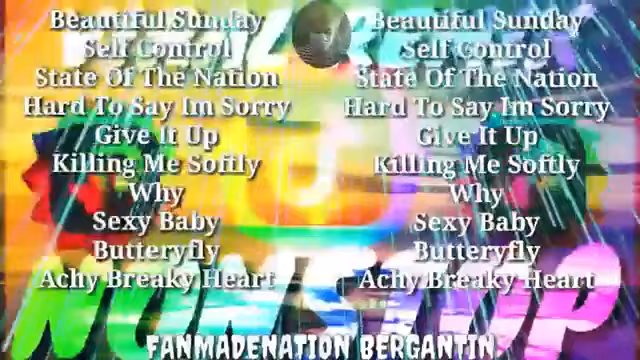 Beautiful Sunday
Self Control
State Of The Nation
Hard To Say Im Sorry
Give It Up
Killing Me Softly
Why
Sexy Baby
Butteryfly
Achy Breaky Heart
Beautiful Sunday
Self Control
State Of The Nation
Hard To Say Im Sorry
Give It Up
Killing Me Softly
Why
Sexy Baby
Butteryfly
Achy Breaky Heart
NONSTOP
FANMADENATION BERGANTIN